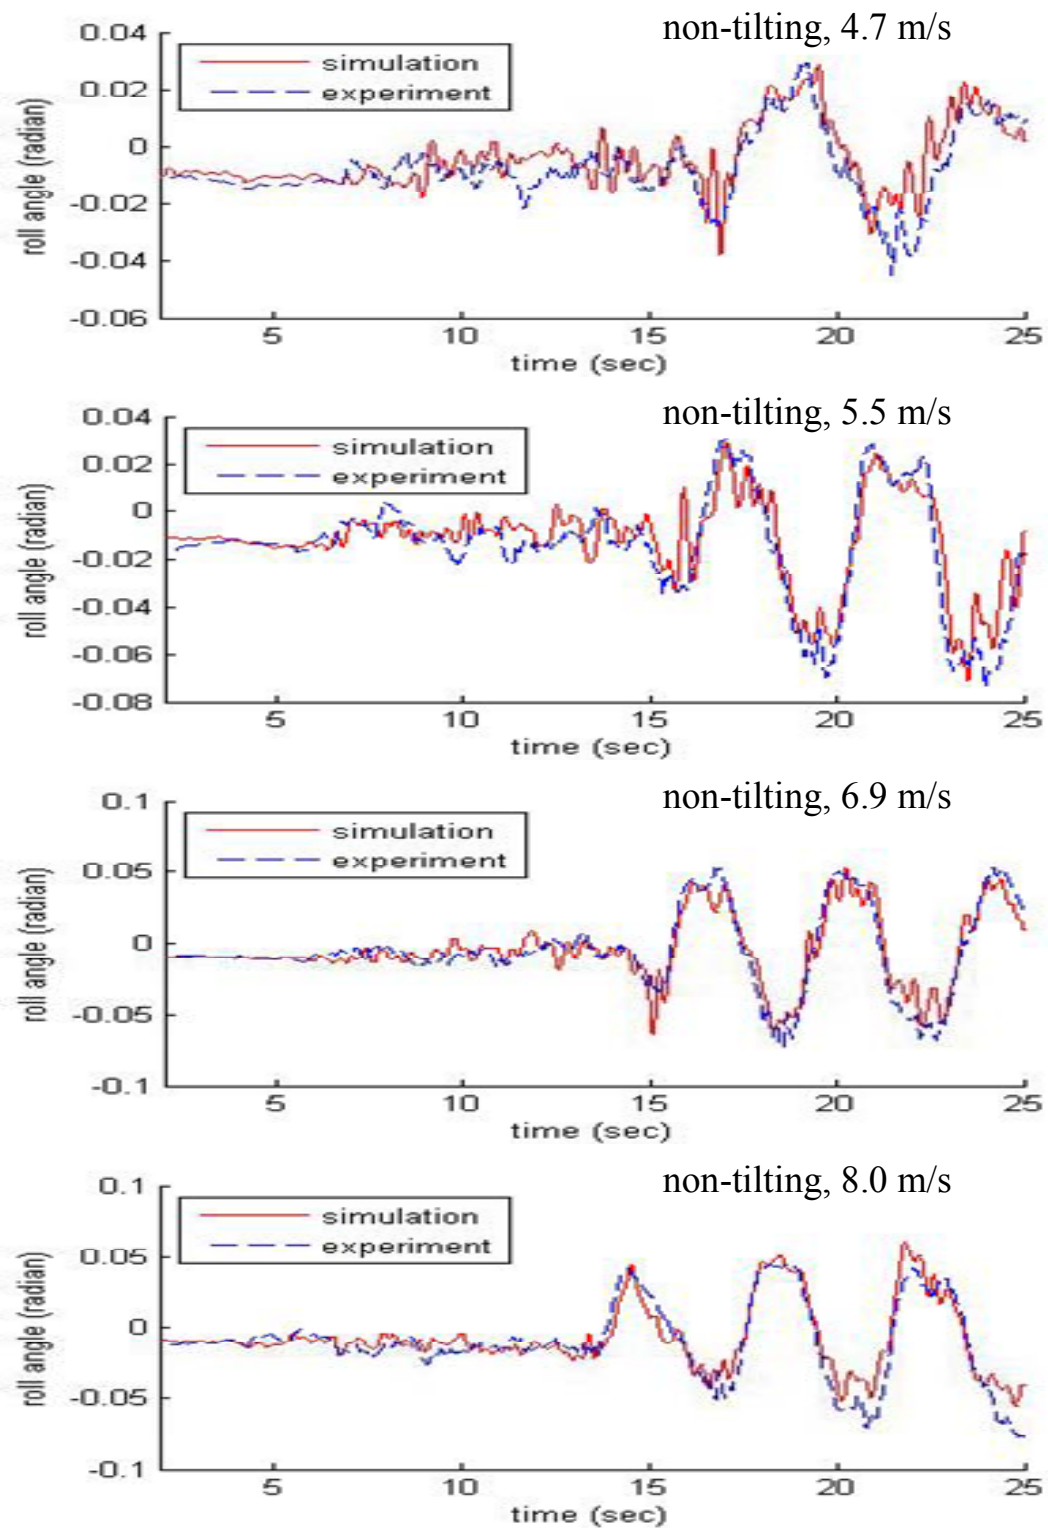 non-tilting, 4.7 m/s
0.04
simulation
experiment
0.02
0
-0.02
-0.04
-0.06
roll angle (radian)
5 10 15 20 25
time (sec)
non-tilting, 5.5 m/s
0.04
simulation
experiment
0.02
0
-0.02
-0.04
-0.06
-0.08
roll angle (radian)
5 10 15 20 25
time (sec)
non-tilting, 6.9 m/s
0.1
simulation
experiment
0.05
0
-0.05
-0.1
roll angle (radian)
5 10 15 20 25
time (sec)
non-tilting, 8.0 m/s
0.1
simulation
experiment
0.05
0
-0.05
-0.1
roll angle (radian)
5 10 15 20 25
time (sec)